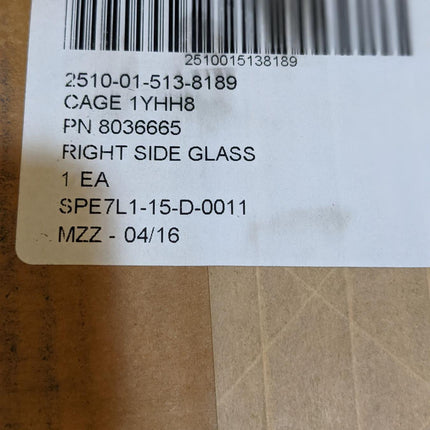 2510015138189
2510-01-513-8189
CAGE 1YHH8
PN 8036665
RIGHT SIDE GLASS
1 EA
SPE7L1-15-D-0011
MZZ - 04/16